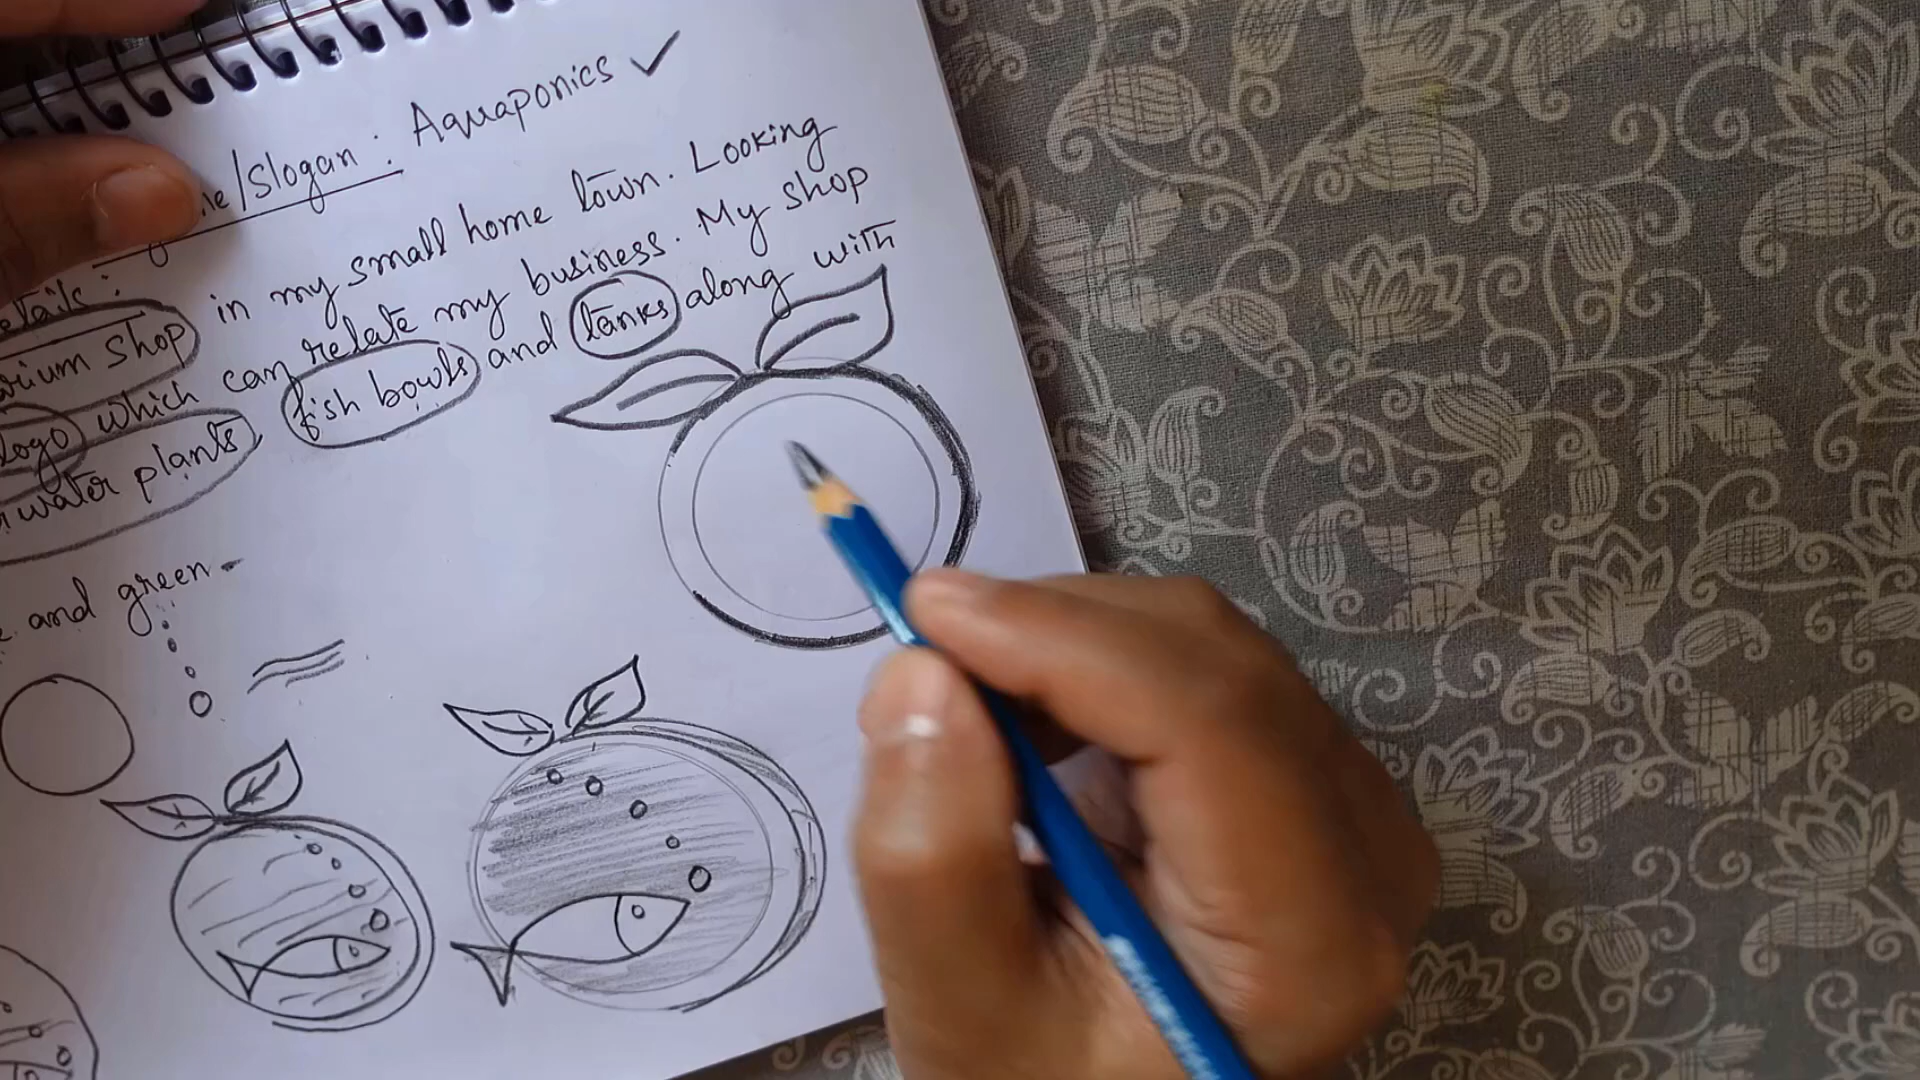 /Slogan : Aquaponics ✓
in my small home town. Looking
shop
which can relate my business. My shop
logo
water plants, fish bowls and tanks along with
and green.